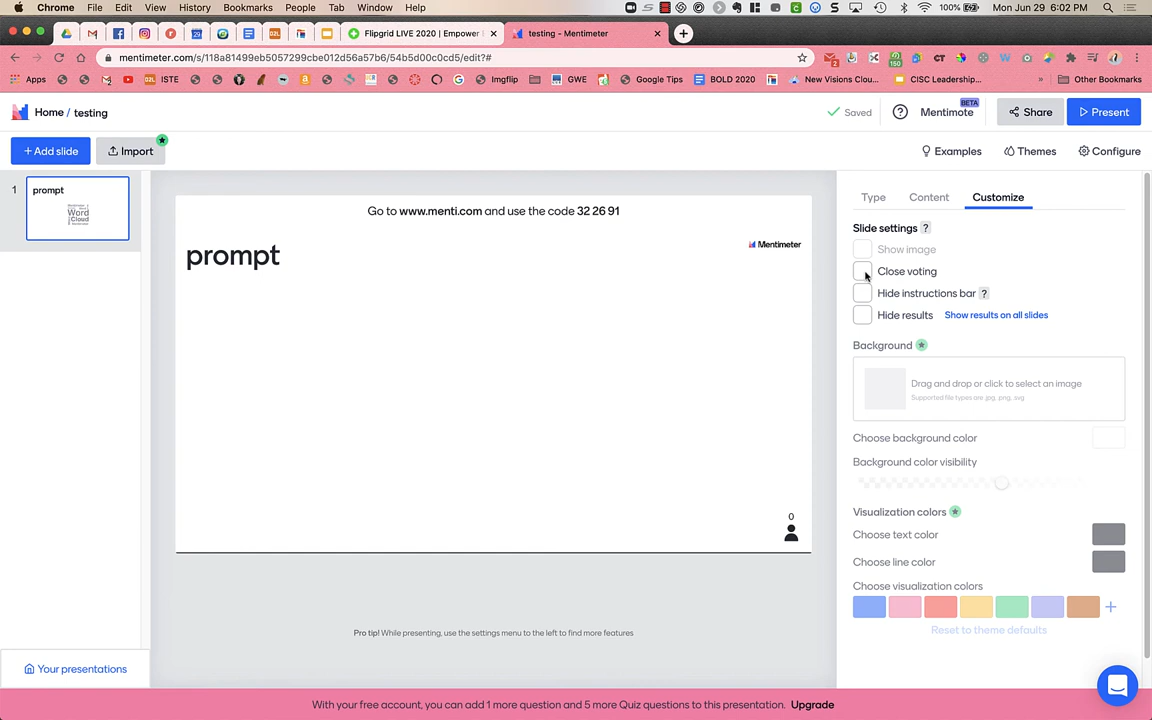 Chrome File Edit View History Bookmarks People Tab Window Help
100% Mon Jun 29 6:02 PM
Flipgrid LIVE 2020 | Empower
testing - Mentimeter
mentimeter.com/s/118a81499eb5057299cbe012d56a57b6/54b5d00c0cd5/edit?#
Apps
ISTE
Imgflip
GWE
Google Tips
BOLD 2020
New Visions Clou...
CISC Leadership...
»
Other Bookmarks
Home / testing
Saved
Mentimote
BETA
Share
Present
+ Add slide
Import
Examples
Themes
Configure
1
prompt
Word
Cloud
Go to www.menti.com and use the code 32 26 91
prompt
Mentimeter
0
Pro tip! While presenting, use the settings menu to the left to find more features
Type
Content
Customize
Slide settings ?
Show image
Close voting
Hide instructions bar ?
Hide results Show results on all slides
Background
Drag and drop or click to select an image
Supported file types are .jpg, .png, .svg
Choose background color
Background color visibility
Visualization colors
Choose text color
Choose line color
Choose visualization colors
+
Reset to theme defaults
Your presentations
With your free account, you can add 1 more question and 5 more Quiz questions to this presentation. Upgrade